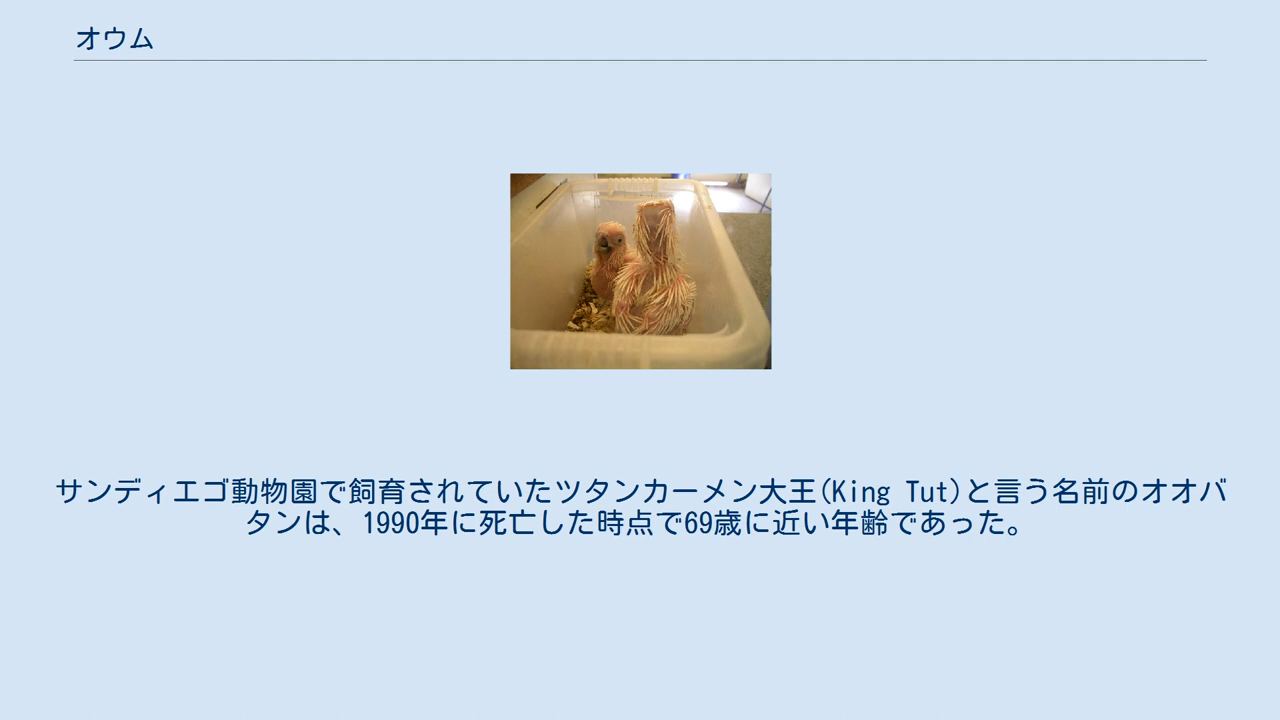 オウム
サンディエゴ動物園で飼育されていたツタンカーメン大王(King Tut)と言う名前のオオバ
タンは、1990年に死亡した時点で69歳に近い年齢であった。